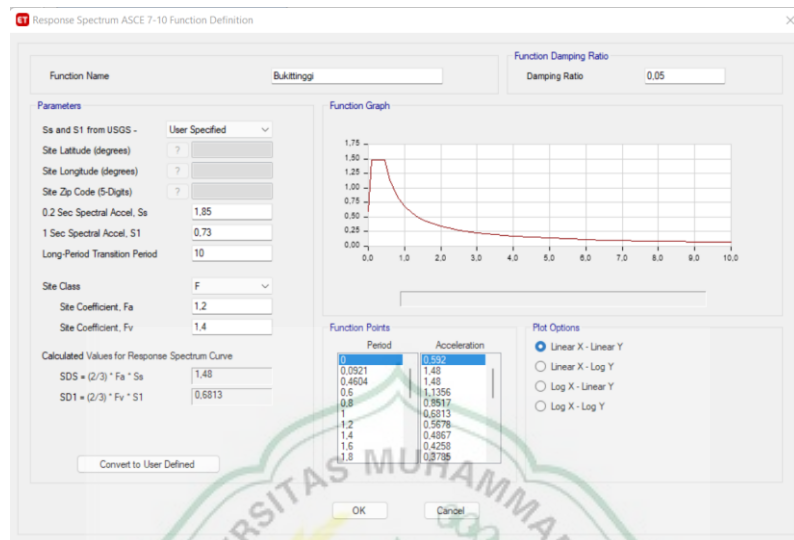 Response Spectrum ASCE 7-10 Function Definition
Function Damping Ratio
Function Name Bukittinggi Damping Ratio 0,05
Parameters
Ss and S1 from USGS - User Specified
Site Latitude (degrees) ?
Site Longitude (degrees) ?
Site Zip Code (5-Digits) ?
0.2 Sec Spectral Accel, Ss 1,85
1 Sec Spectral Accel, S1 0,73
Long-Period Transition Period 10
Site Class F
Site Coefficient, Fa 1,2
Site Coefficient, Fv 1,4
Calculated Values for Response Spectrum Curve
SDS = (2/3) * Fa * Ss 1,48
SD1 = (2/3) * Fv * S1 0,6813
Convert to User Defined
Function Graph
1,75
1,50
1,25
1,00
0,75
0,50
0,25
0,00
0,0 1,0 2,0 3,0 4,0 5,0 6,0 7,0 8,0 9,0 10,0
Function Points
Period Acceleration
0 0,592
0,0921 1,48
0,4604 1,48
0,6 1,1356
0,8 0,8517
1 0,6813
1,2 0,5678
1,4 0,4867
1,6 0,4258
1,8 0,3785
Plot Options
Linear X - Linear Y
Linear X - Log Y
Log X - Linear Y
Log X - Log Y
OK Cancel